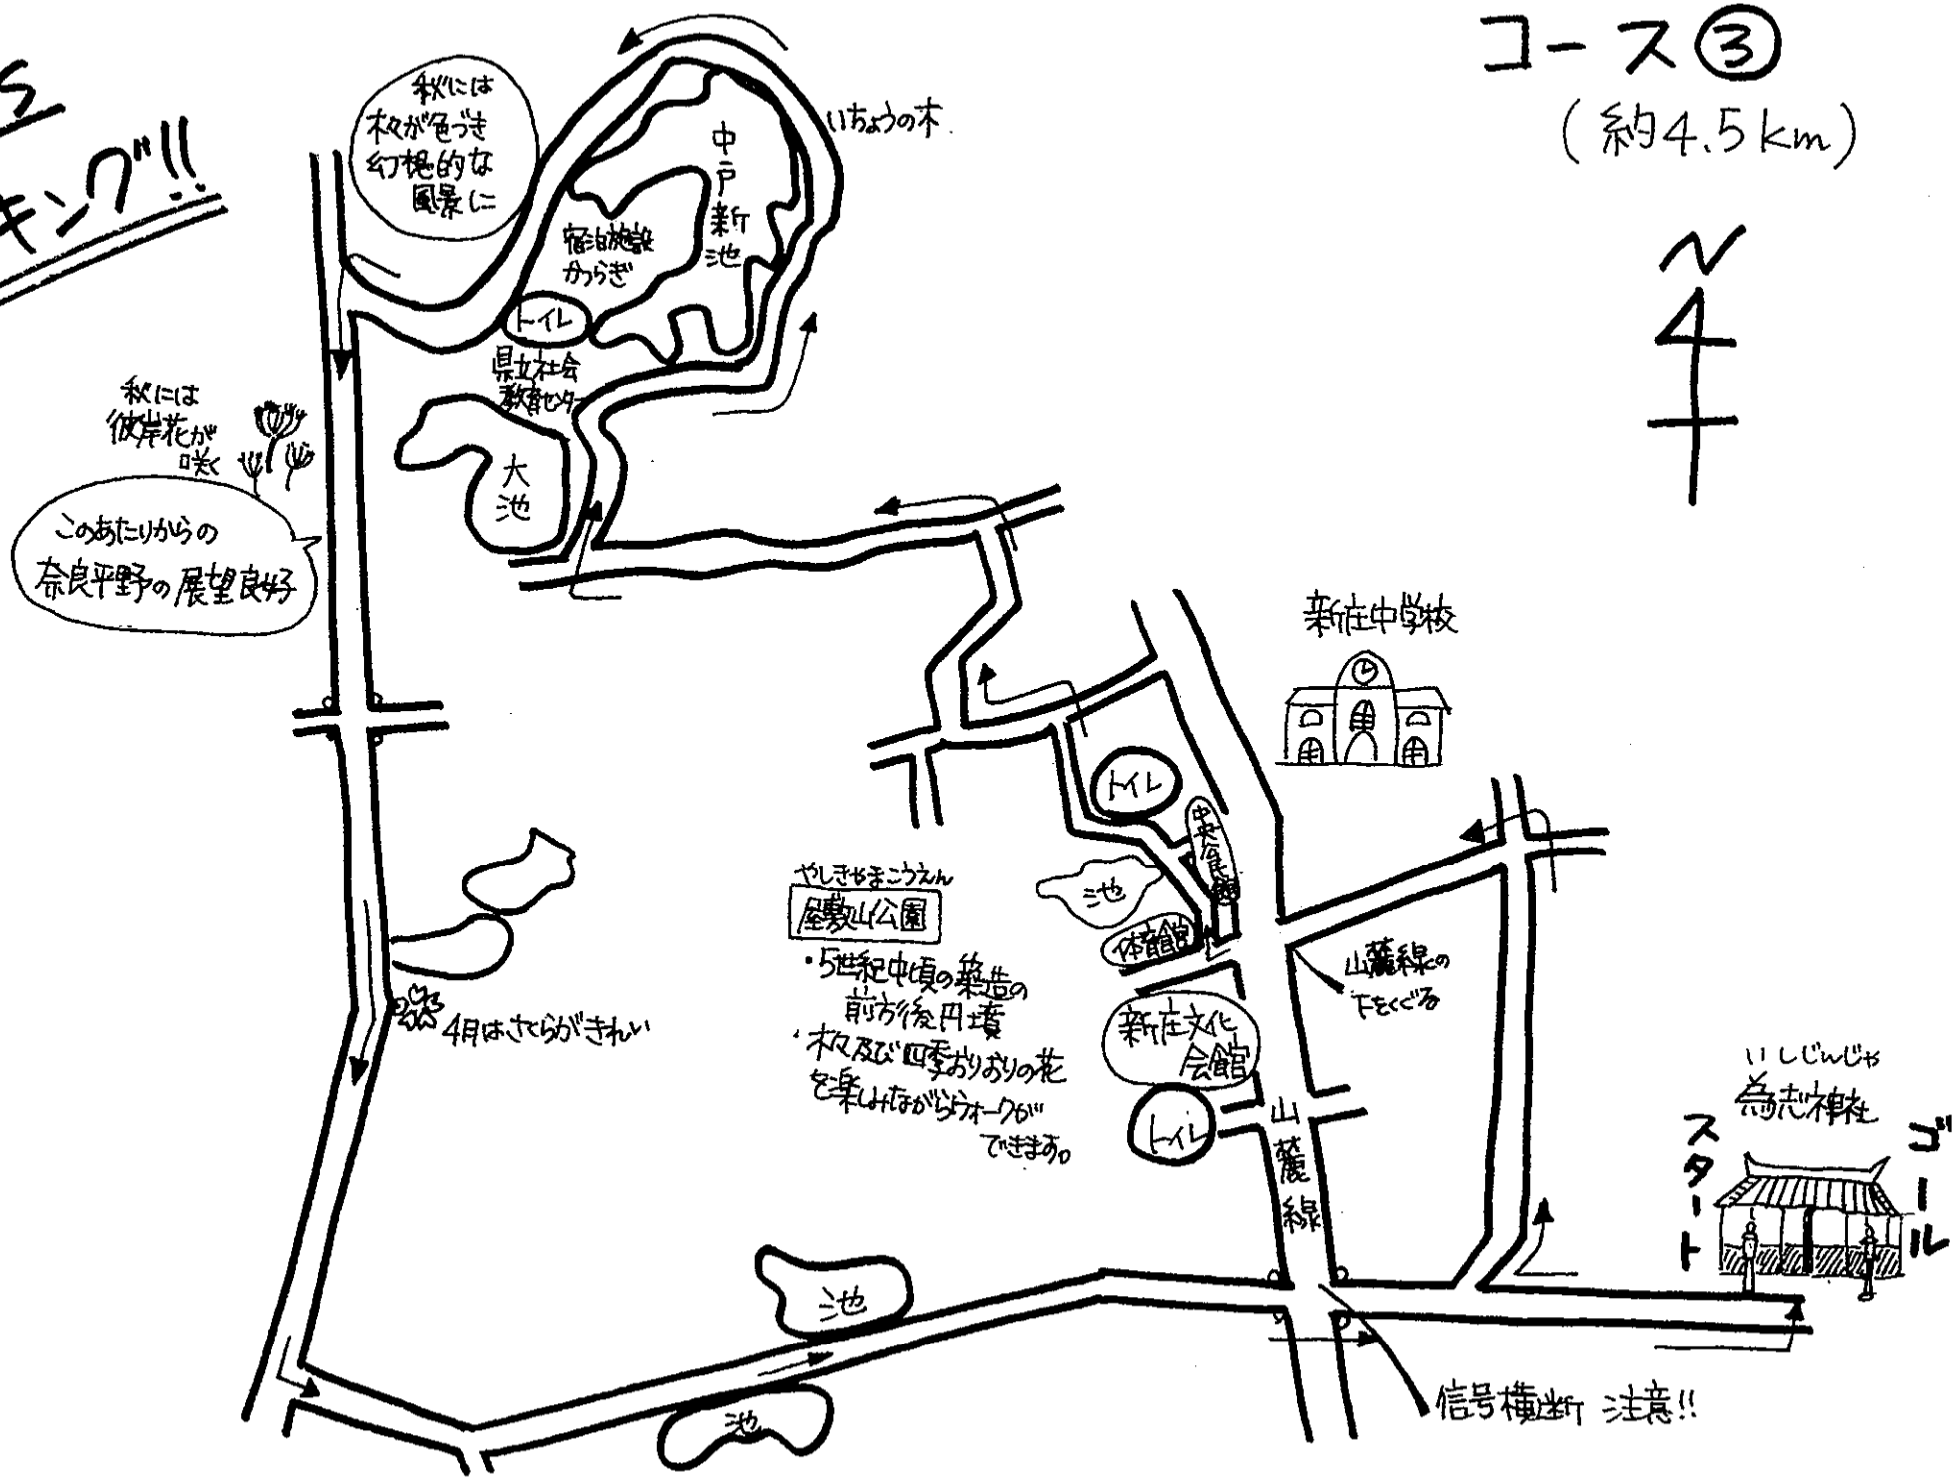 キング!!
コース③
(約4.5km)
N
秋には
木々が色づき
幻想的な
風景に
いちょうの木
中戸新池
宿泊施設
かつらぎ
トイレ
県立社会
教育センター
大池
秋には
彼岸花が
咲く
このあたりからの
奈良平野の展望良好
新庄中学校
トイレ
中央公民館
池
体育館
やしきやまこうえん
屋敷山公園
・5世紀中頃の築造の
前方後円墳
・木々及び四季おりおりの花
を楽しみながらウォークが
できます。
新庄文化
会館
トイレ
山麓線の
下をくぐる
山麓線
4月はさくらがきれい
いしじんじゃ
為志神社
スタート
ゴール
池
池
信号横断 注意!!